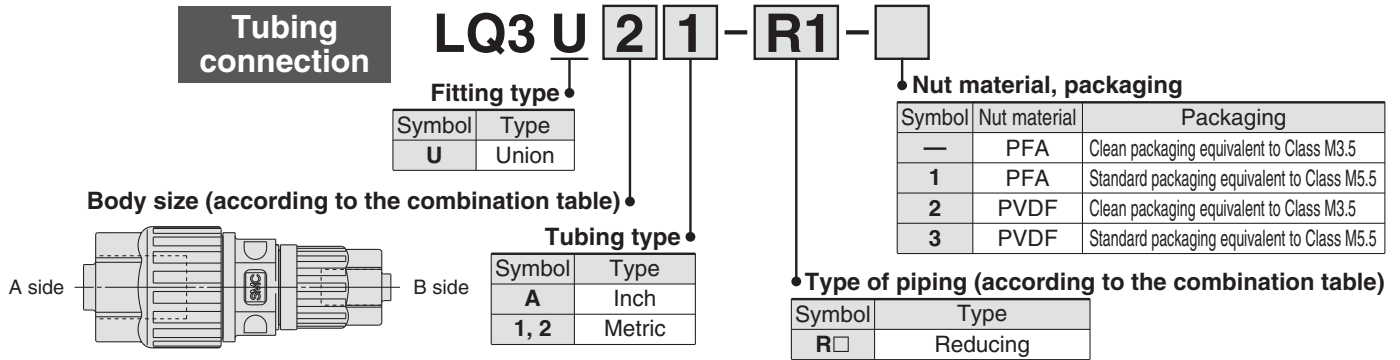 Tubing
connection
LQ3 U 2 1 – R1 –
Fitting type
Symbol Type
U Union
Nut material, packaging
Symbol Nut material Packaging
— PFA Clean packaging equivalent to Class M3.5
1 PFA Standard packaging equivalent to Class M5.5
2 PVDF Clean packaging equivalent to Class M3.5
3 PVDF Standard packaging equivalent to Class M5.5
Body size (according to the combination table)
Tubing type
Symbol Type
A Inch
1, 2 Metric
Type of piping (according to the combination table)
Symbol Type
R□ Reducing
A side
SMC
B side